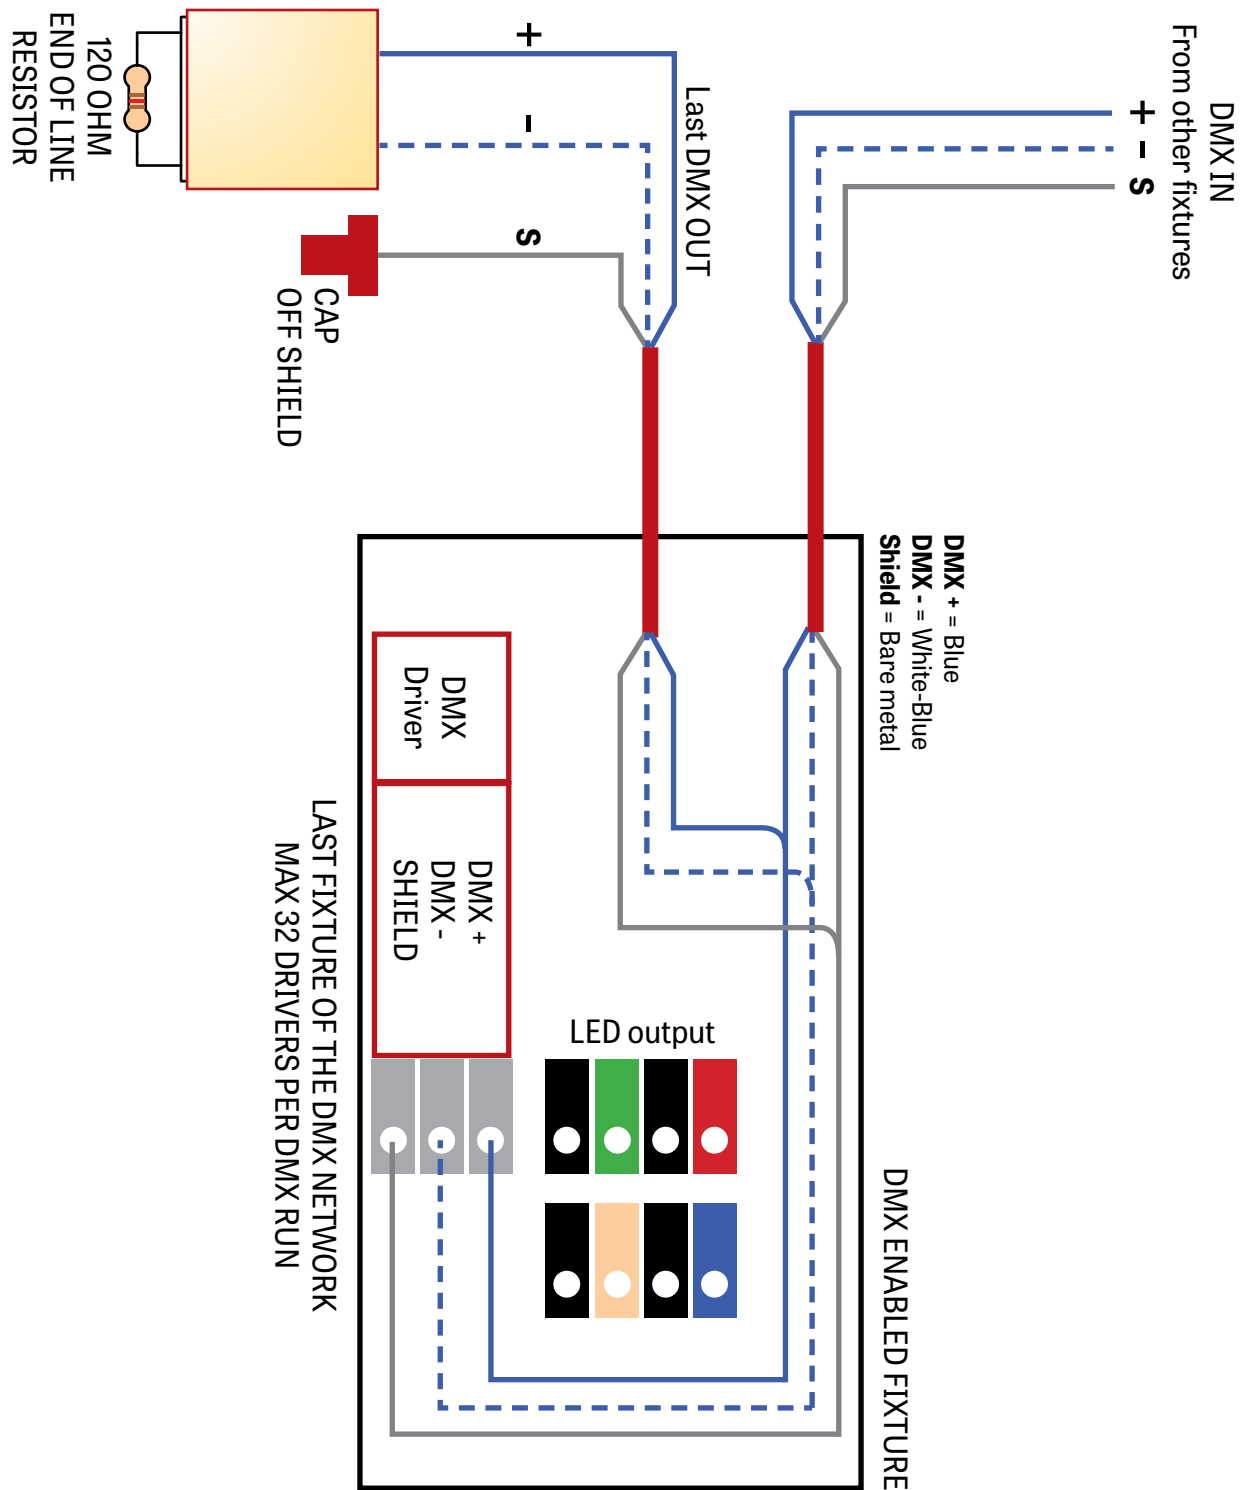 DMX IN
From other fixtures
+
-
S
DMX + = Blue
DMX - = White-Blue
Shield = Bare metal
DMX ENABLED FIXTURE
Last DMX OUT
+
-
S
LED output
DMX
Driver
DMX +
DMX -
SHIELD
CAP
OFF SHIELD
LAST FIXTURE OF THE DMX NETWORK
MAX 32 DRIVERS PER DMX RUN
120 OHM
END OF LINE
RESISTOR